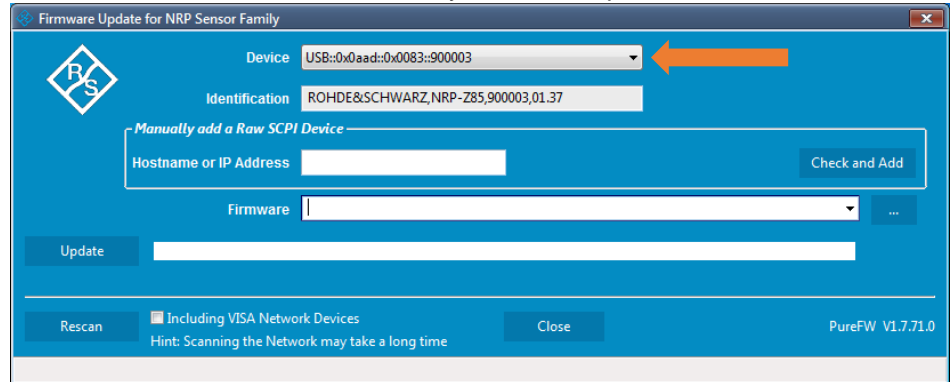 Firmware Update for NRP Sensor Family
R&S
Device USB::0x0aad::0x0083::900003
Identification ROHDE&SCHWARZ,NRP-Z85,900003,01.37
Manually add a Raw SCPI Device
Hostname or IP Address Check and Add
Firmware ...
Update
Rescan Including VISA Network Devices Close PureFW V1.7.71.0
Hint: Scanning the Network may take a long time